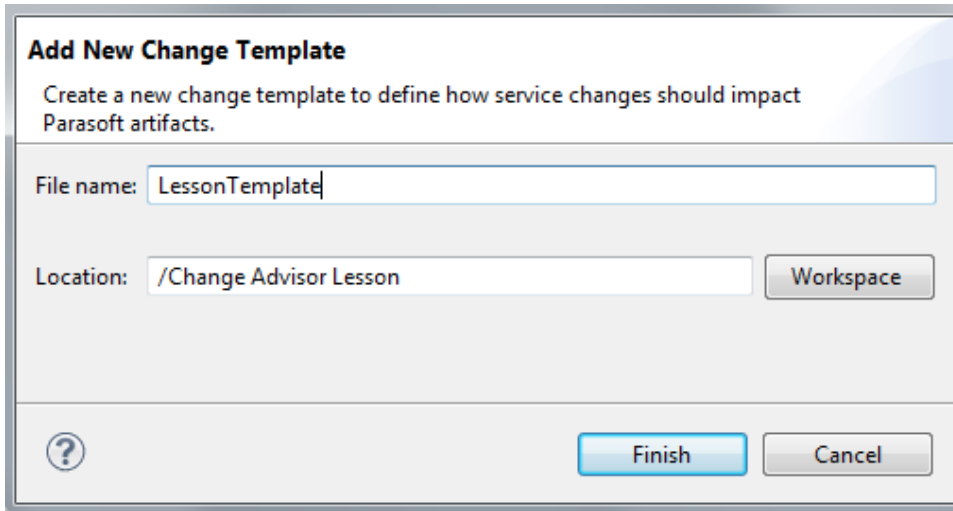 Add New Change Template
Create a new change template to define how service changes should impact
Parasoft artifacts.
File name: LessonTemplate
Location: /Change Advisor Lesson Workspace
? Finish Cancel